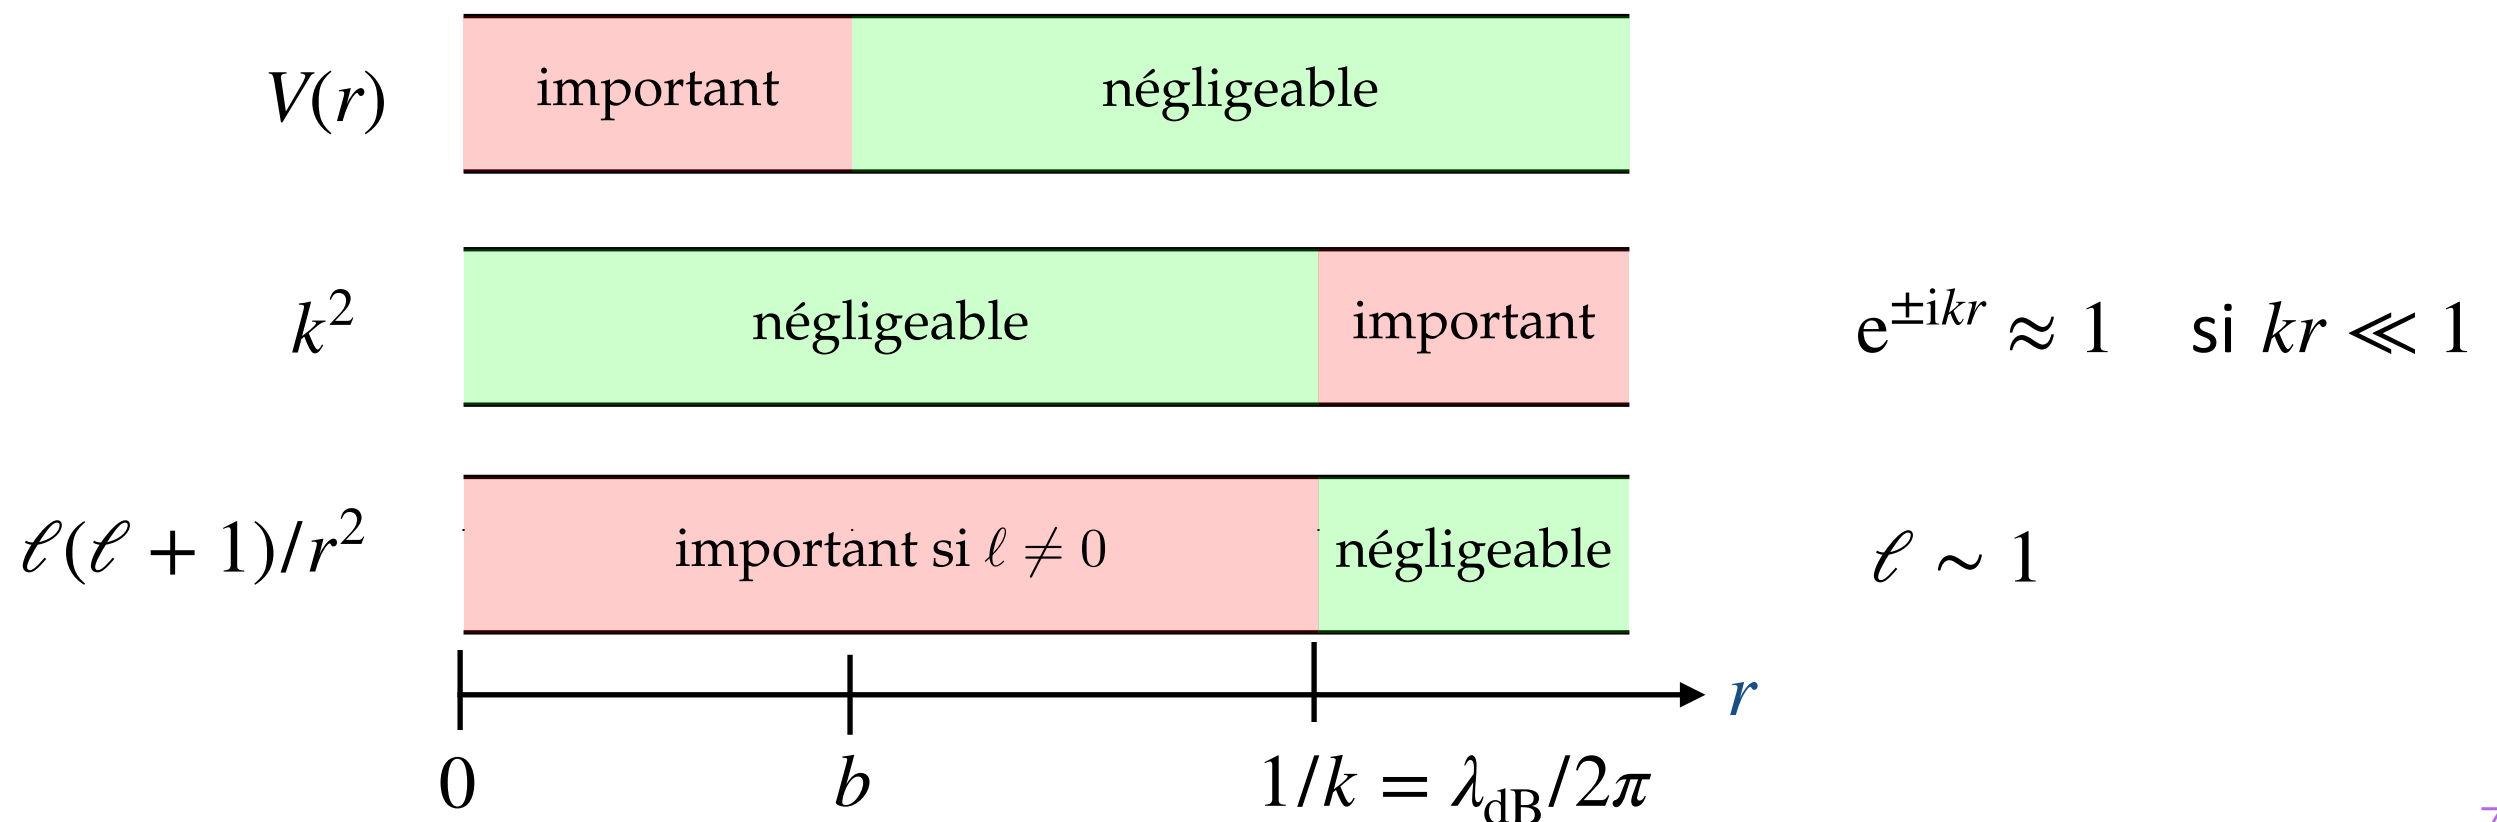 V(r) important négligeable
k² négligeable important e^{±ikr} ≈ 1 si kr ≪ 1
ℓ(ℓ + 1)/r² important si ℓ ≠ 0 négligeable ℓ ∼ 1
r
0 b 1/k = λ_dB/2π